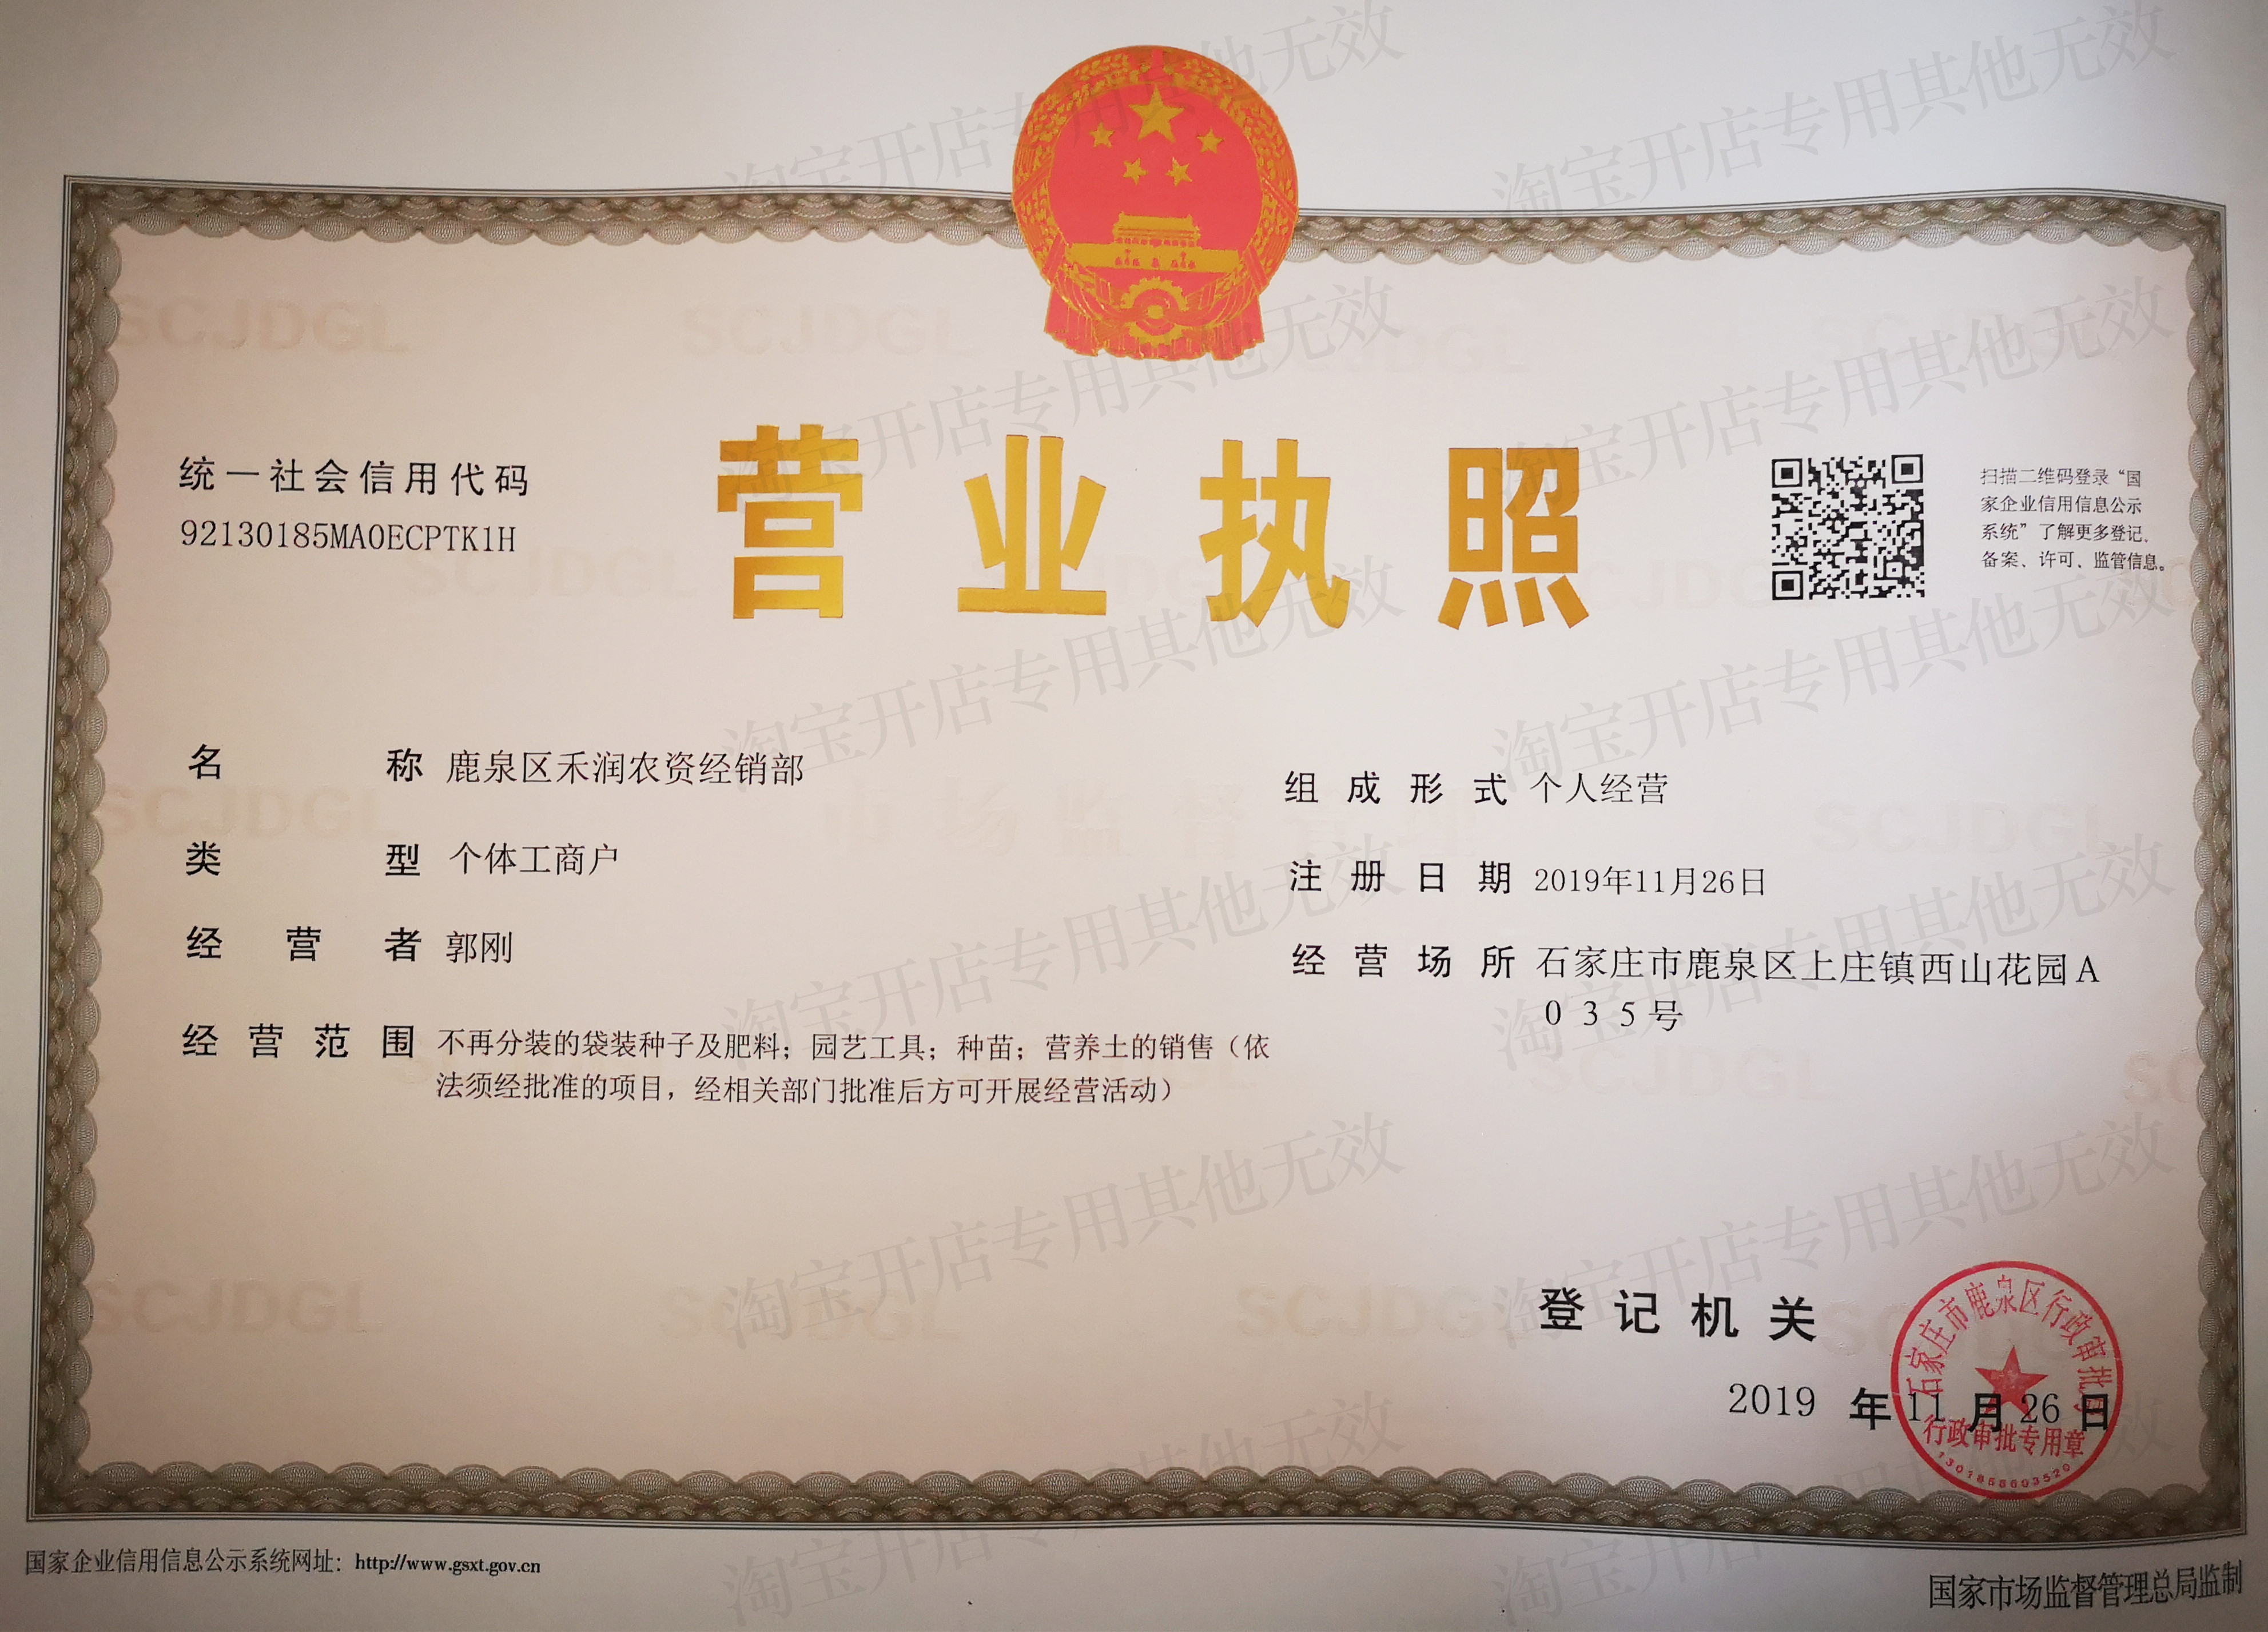 营业执照
统一社会信用代码
92130185MA0ECPTK1H
扫描二维码登录“国
家企业信用信息公示
系统”了解更多登记、
备案、许可、监管信息。
名称 鹿泉区禾润农资经销部
类型 个体工商户
经营者 郭刚
经营范围 不再分装的袋装种子及肥料；园艺工具；种苗；营养土的销售（依
法须经批准的项目，经相关部门批准后方可开展经营活动）
组成形式 个人经营
注册日期 2019年11月26日
经营场所 石家庄市鹿泉区上庄镇西山花园A
035号
登记机关
2019 年 11 月 26 日
石家庄市鹿泉区行政审批局
行政审批专用章
国家企业信用信息公示系统网址：http://www.gsxt.gov.cn
国家市场监督管理总局监制
淘宝开店专用其他无效
SCJDGL
市场监督管理